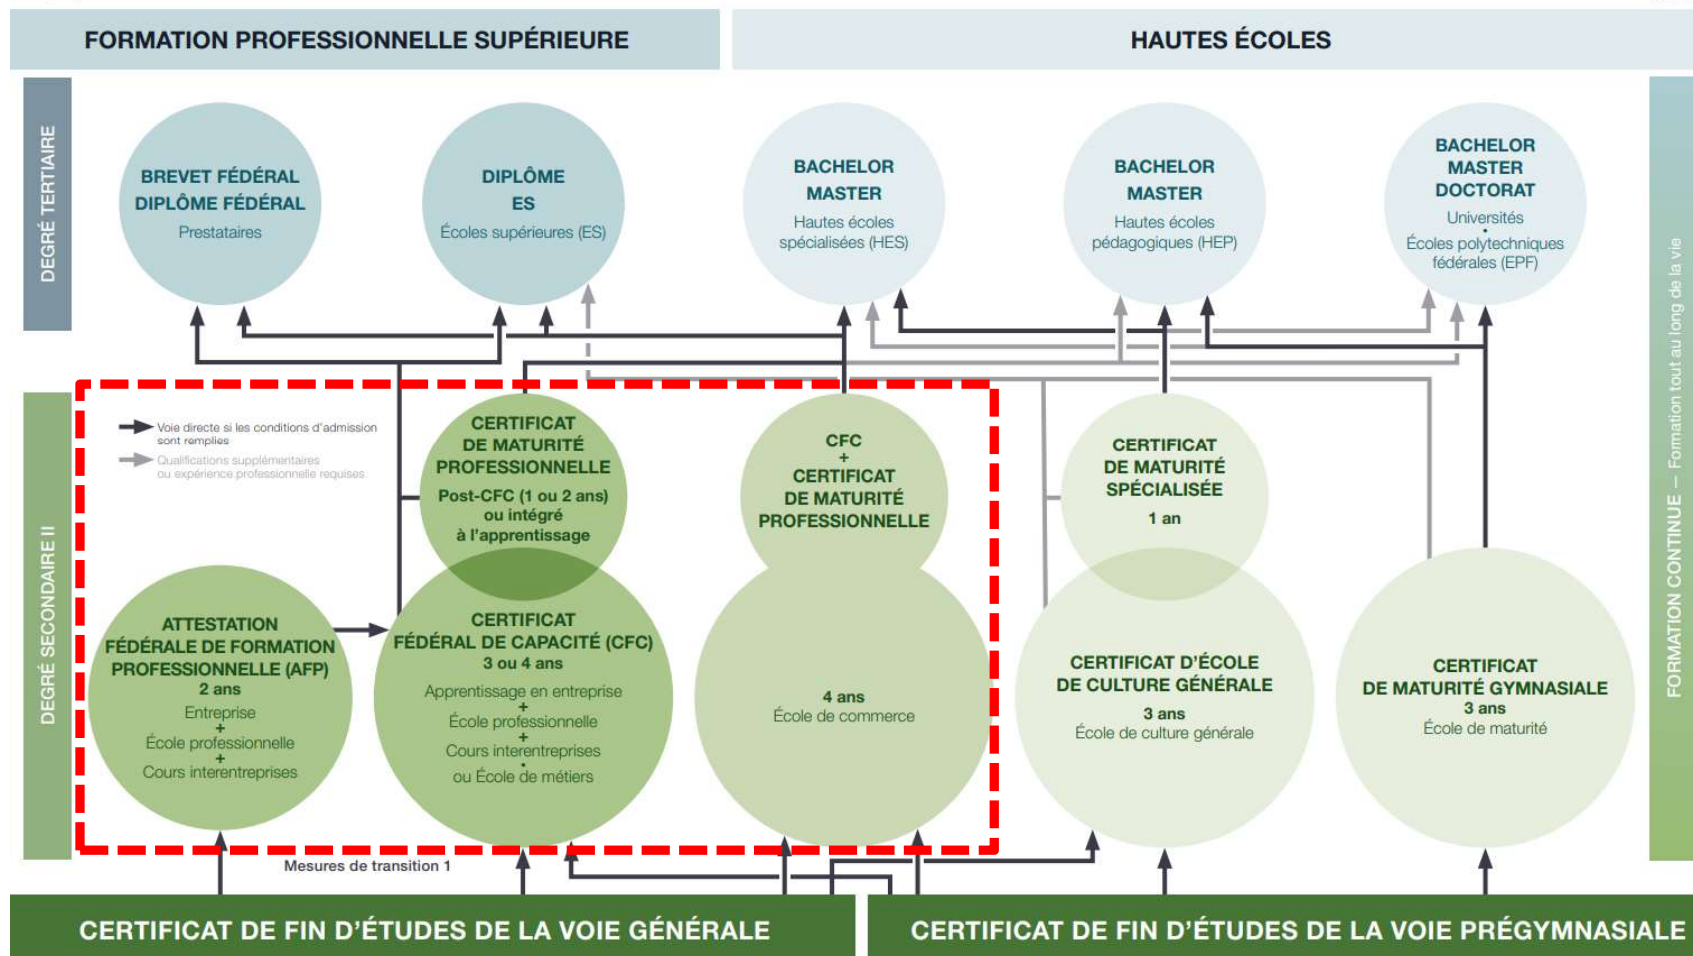 FORMATION PROFESSIONNELLE SUPÉRIEURE
HAUTES ÉCOLES
DEGRÉ TERTIAIRE
BREVET FÉDÉRAL
DIPLÔME FÉDÉRAL
Prestataires
DIPLÔME
ES
Écoles supérieures (ES)
BACHELOR
MASTER
Hautes écoles
spécialisées (HES)
BACHELOR
MASTER
Hautes écoles
pédagogiques (HEP)
BACHELOR
MASTER
DOCTORAT
Universités
•
Écoles polytechniques
fédérales (EPF)
FORMATION CONTINUE — Formation tout au long de la vie
DEGRÉ SECONDAIRE II
Voie directe si les conditions d'admission
sont remplies
Qualifications supplémentaires
ou expérience professionnelle requises
CERTIFICAT
DE MATURITÉ
PROFESSIONNELLE
Post-CFC (1 ou 2 ans)
ou intégré
à l'apprentissage
CFC
+
CERTIFICAT
DE MATURITÉ
PROFESSIONNELLE
CERTIFICAT
DE MATURITÉ
SPÉCIALISÉE
1 an
ATTESTATION
FÉDÉRALE DE FORMATION
PROFESSIONNELLE (AFP)
2 ans
Entreprise
+
École professionnelle
+
Cours interentreprises
CERTIFICAT
FÉDÉRAL DE CAPACITÉ (CFC)
3 ou 4 ans
Apprentissage en entreprise
+
École professionnelle
+
Cours interentreprises
•
ou École de métiers
4 ans
École de commerce
CERTIFICAT D'ÉCOLE
DE CULTURE GÉNÉRALE
3 ans
École de culture générale
CERTIFICAT
DE MATURITÉ GYMNASIALE
3 ans
École de maturité
Mesures de transition 1
CERTIFICAT DE FIN D'ÉTUDES DE LA VOIE GÉNÉRALE
CERTIFICAT DE FIN D'ÉTUDES DE LA VOIE PRÉGYMNASIALE